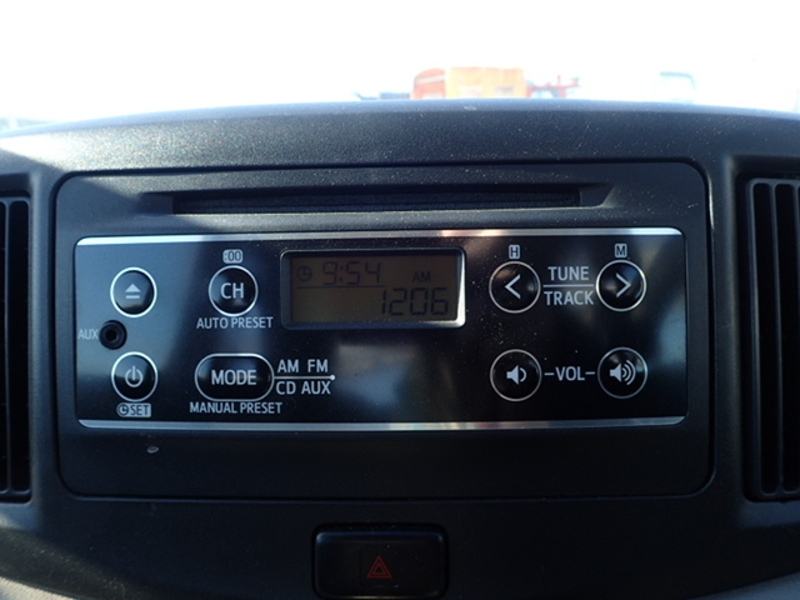 :00
H
M
CH
9:54
AM
1206
TUNE
TRACK
AUTO PRESET
AUX
MODE
AM FM
CD AUX
-VOL-
SET
MANUAL PRESET